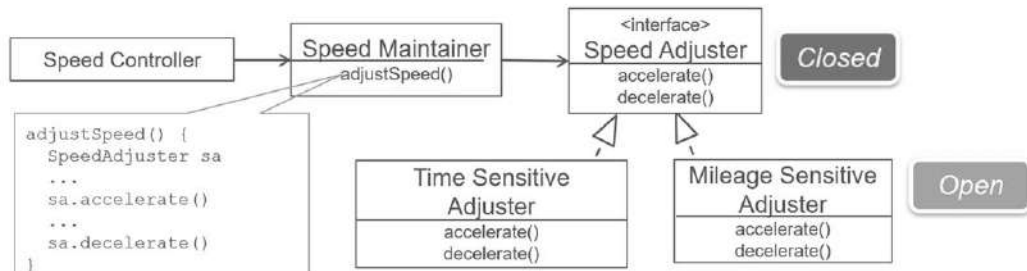 Speed Controller
Speed Maintainer
adjustSpeed()
<interface>
Speed Adjuster
accelerate()
decelerate()
Closed
adjustSpeed() {
SpeedAdjuster sa
...
sa.accelerate()
...
sa.decelerate()
}
Time Sensitive
Adjuster
accelerate()
decelerate()
Mileage Sensitive
Adjuster
accelerate()
decelerate()
Open